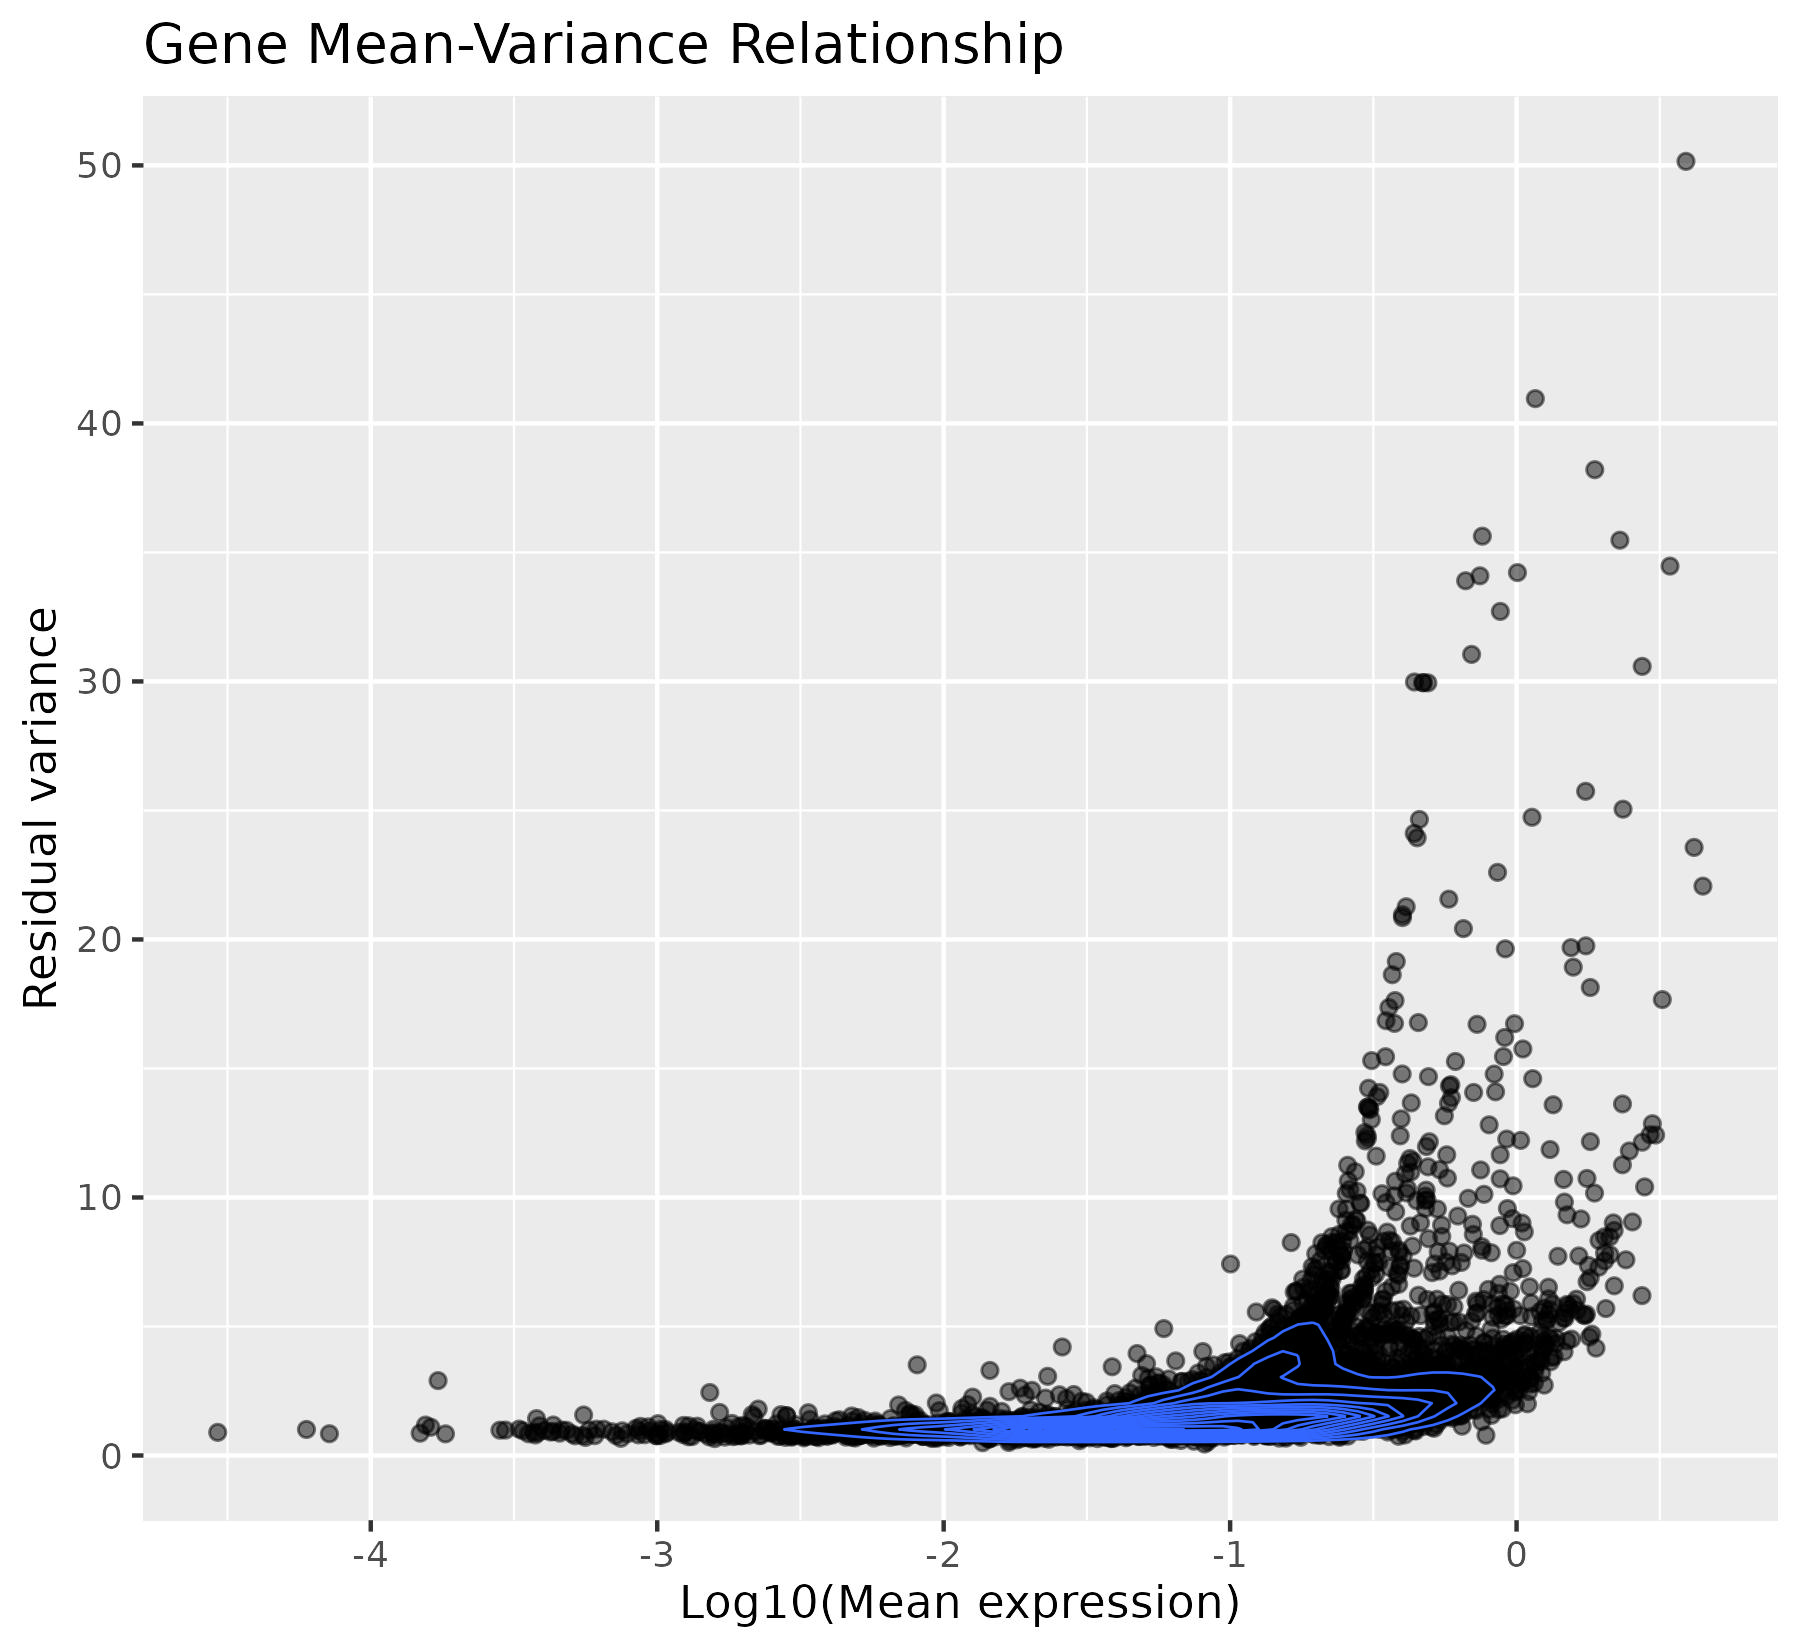 Gene Mean-Variance Relationship
50
40
30
20
10
0
Residual variance
-4 -3 -2 -1 0
Log10(Mean expression)